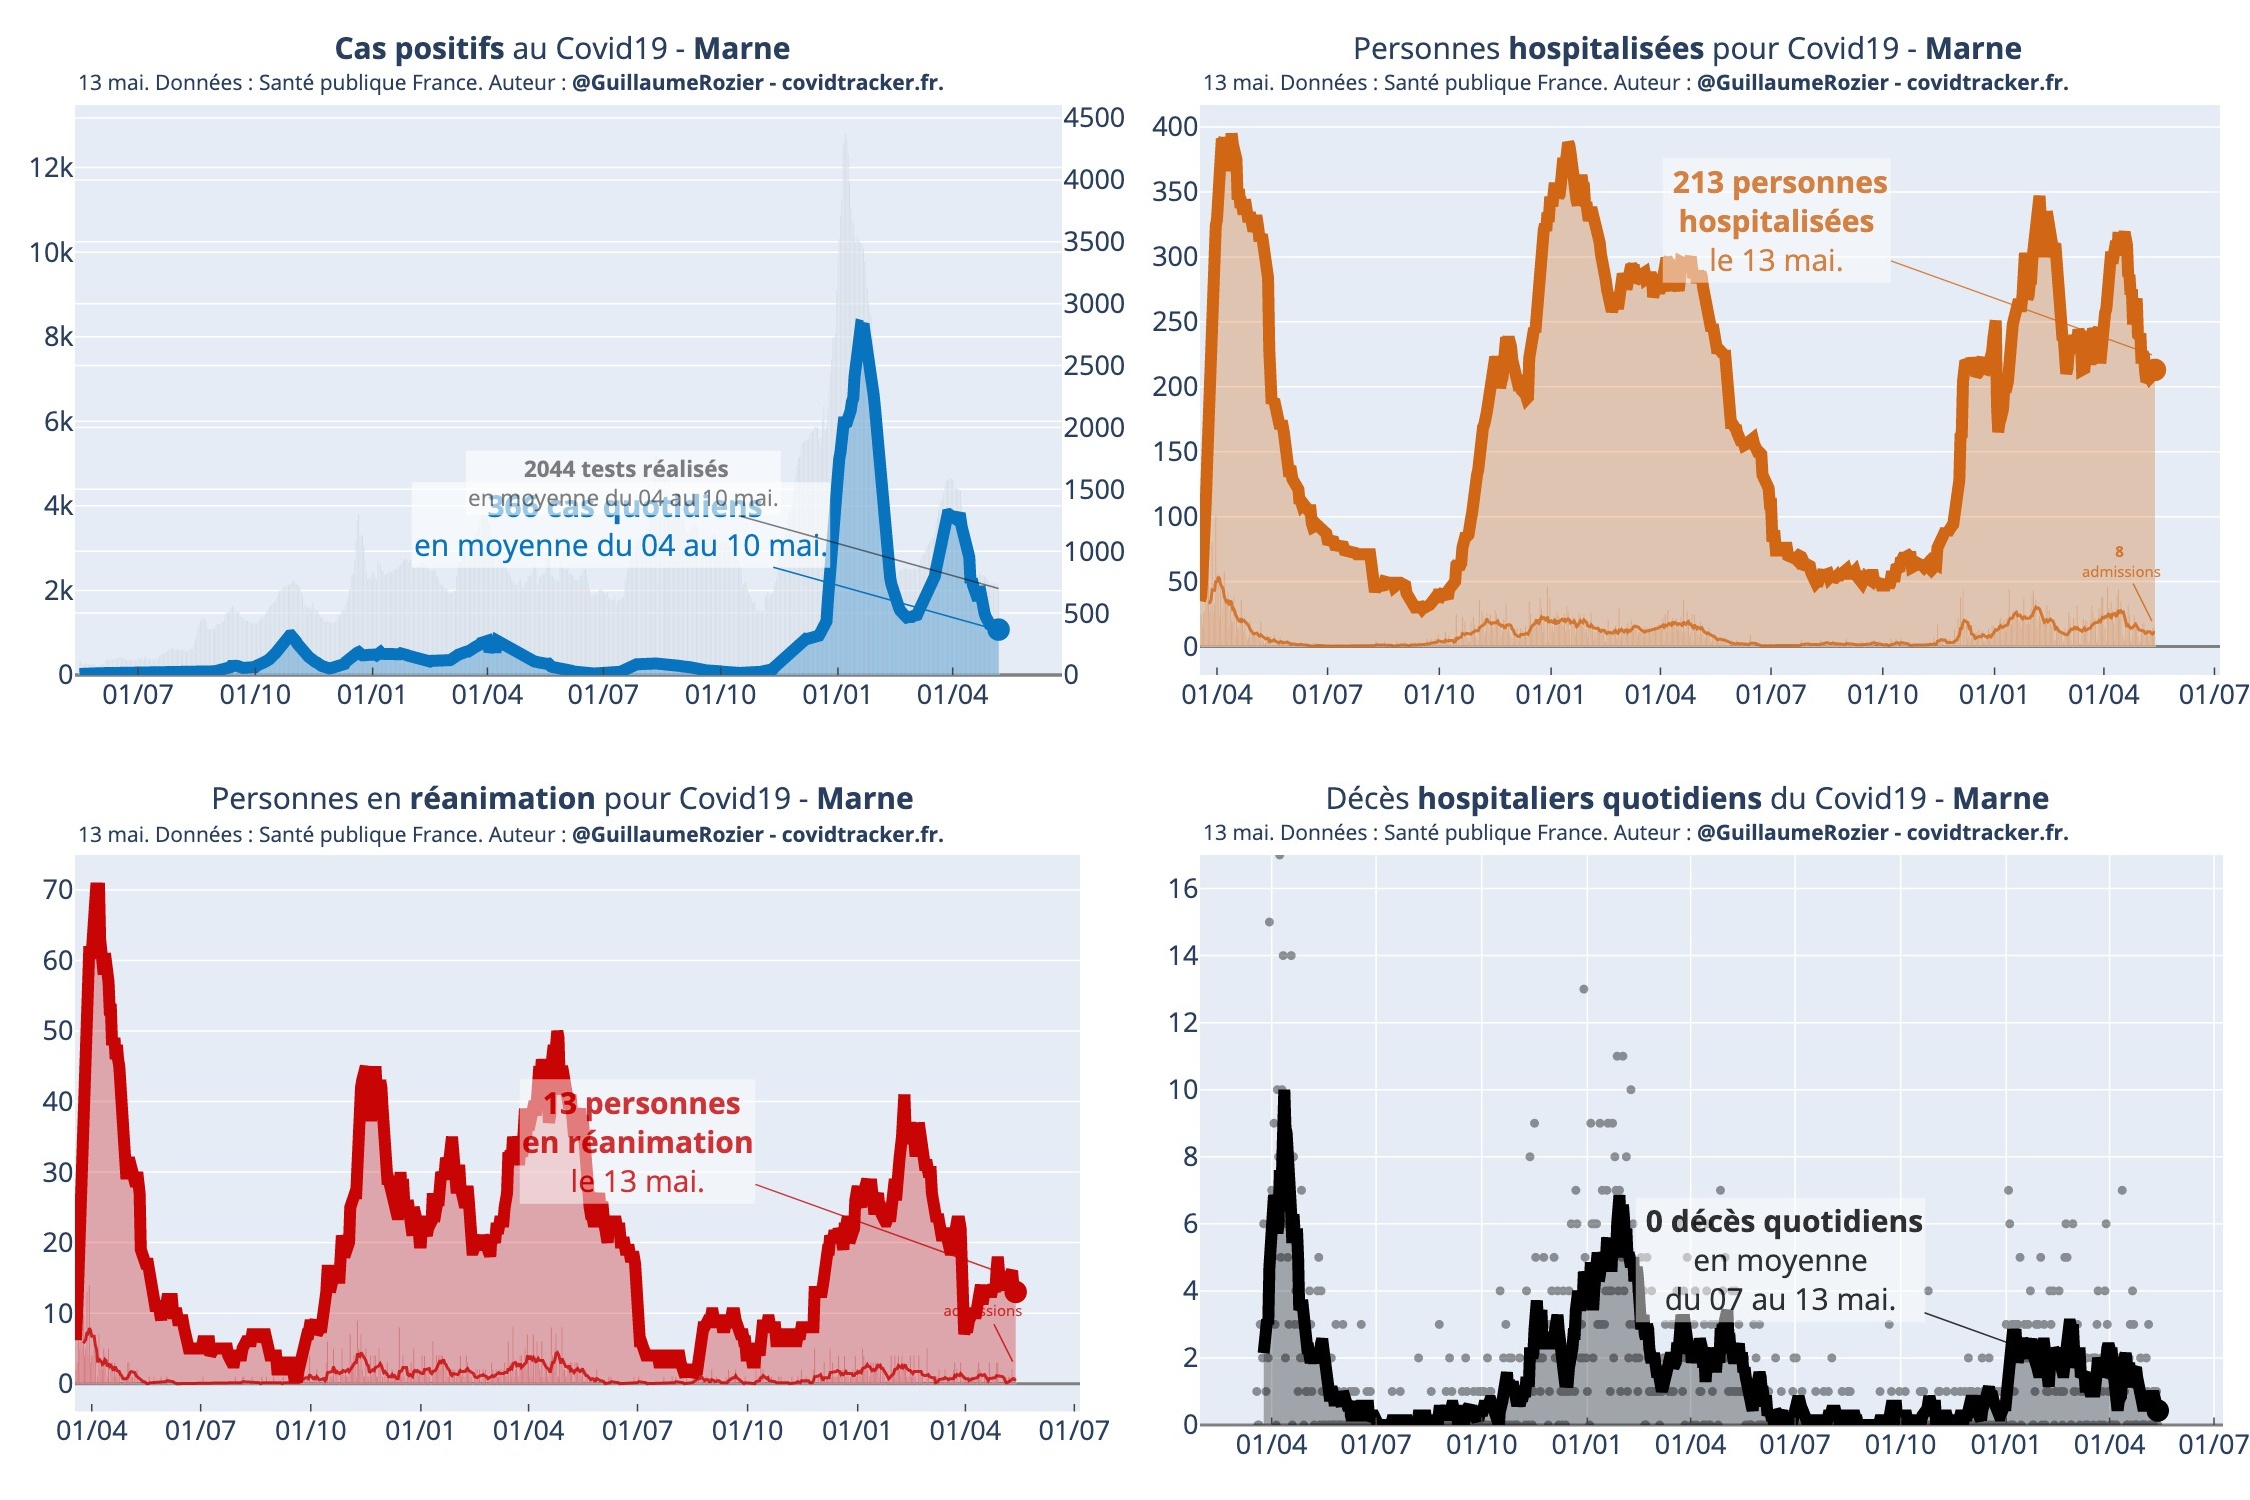 Cas positifs au Covid19 - Marne
13 mai. Données : Santé publique France. Auteur : @GuillaumeRozier - covidtracker.fr.
4500
4000
3500
3000
2500
2000
1500
1000
500
0
12k
10k
8k
6k
4k
2k
0
2044 tests réalisés
en moyenne du 04 au 10 mai.
366 cas quotidiens
en moyenne du 04 au 10 mai.
01/07 01/10 01/01 01/04 01/07 01/10 01/01 01/04
Personnes hospitalisées pour Covid19 - Marne
13 mai. Données : Santé publique France. Auteur : @GuillaumeRozier - covidtracker.fr.
400
350
300
250
200
150
100
50
0
213 personnes
hospitalisées
le 13 mai.
8
admissions
01/04 01/07 01/10 01/01 01/04 01/07 01/10 01/01 01/04 01/07
Personnes en réanimation pour Covid19 - Marne
13 mai. Données : Santé publique France. Auteur : @GuillaumeRozier - covidtracker.fr.
70
60
50
40
30
20
10
0
13 personnes
en réanimation
le 13 mai.
admissions
01/04 01/07 01/10 01/01 01/04 01/07 01/10 01/01 01/04 01/07
Décès hospitaliers quotidiens du Covid19 - Marne
13 mai. Données : Santé publique France. Auteur : @GuillaumeRozier - covidtracker.fr.
16
14
12
10
8
6
4
2
0
0 décès quotidiens
en moyenne
du 07 au 13 mai.
01/04 01/07 01/10 01/01 01/04 01/07 01/10 01/01 01/04 01/07